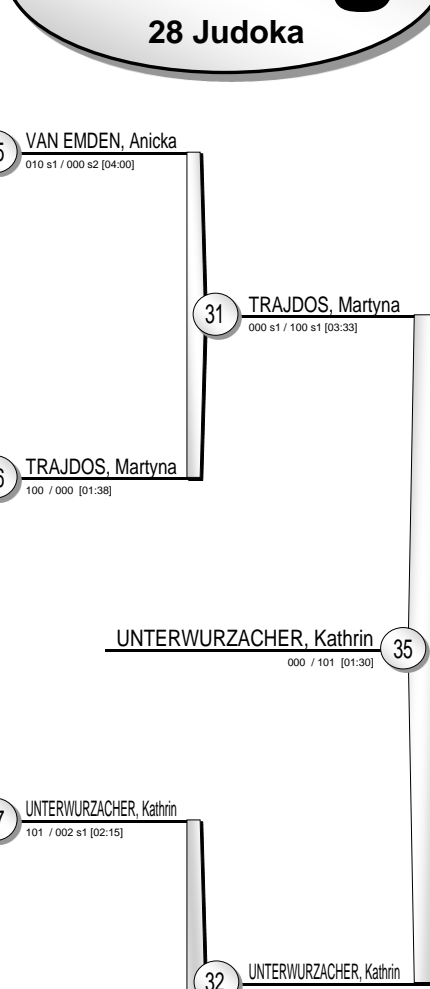 28 Judoka
VAN EMDEN, Anicka
010 s1 / 000 s2 [04:00]
31
TRAJDOS, Martyna
000 s1 / 100 s1 [03:33]
TRAJDOS, Martyna
100 / 000 [01:38]
UNTERWURZACHER, Kathrin
35
000 / 101 [01:30]
UNTERWURZACHER, Kathrin
101 / 002 s1 [02:15]
32
UNTERWURZACHER, Kathrin